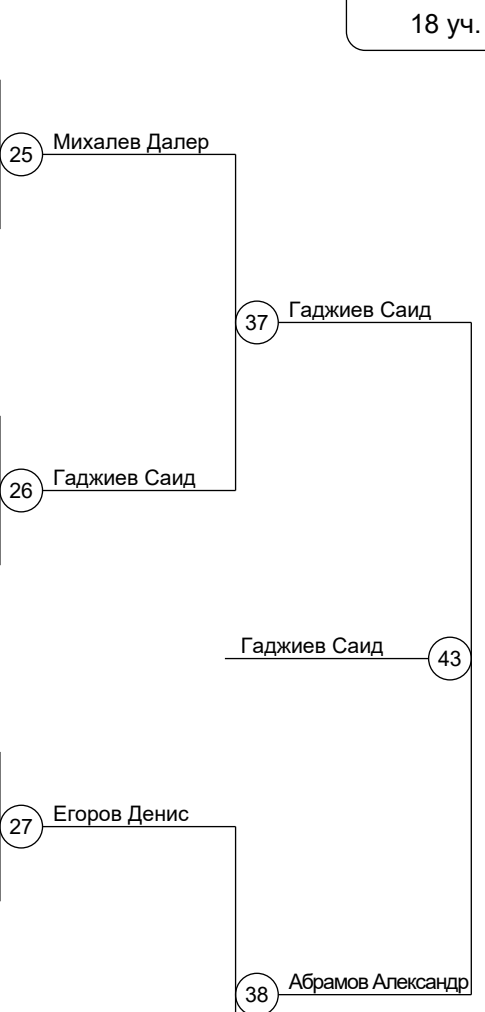 18 уч.
25
Михалев Далер
37
Гаджиев Саид
26
Гаджиев Саид
Гаджиев Саид
43
27
Егоров Денис
38
Абрамов Александр